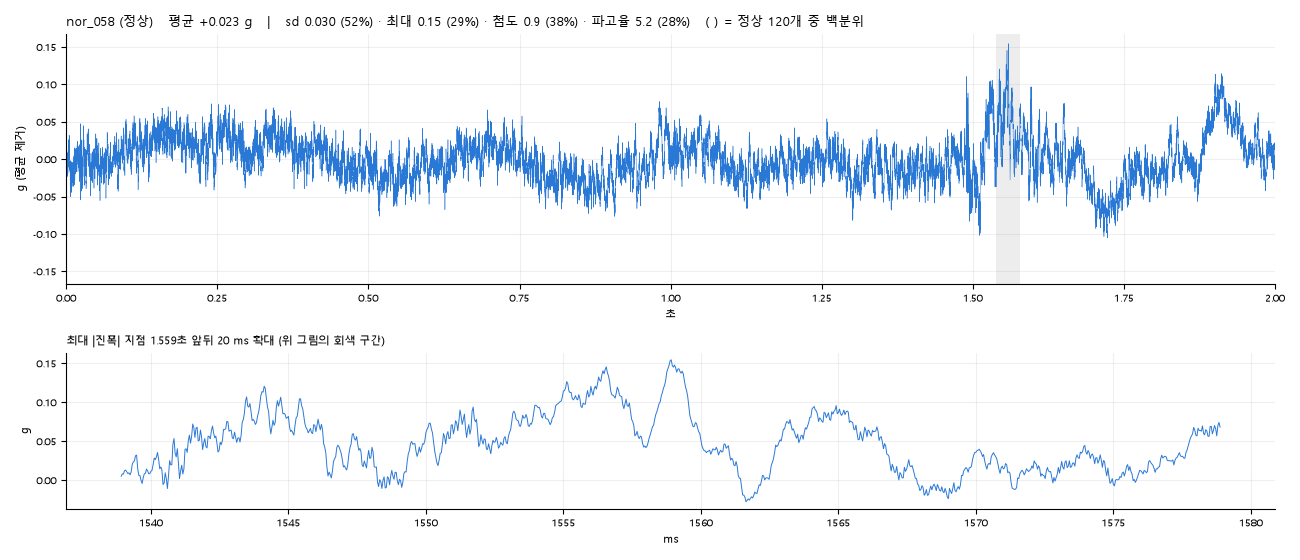 nor_058 (정상) 평균 +0.023 g | sd 0.030 (52%) · 최대 0.15 (29%) · 첨도 0.9 (38%) · 파고율 5.2 (28%) ( ) = 정상 120개 중 백분위
g (평균 제거)
0.15
0.10
0.05
0.00
-0.05
-0.10
-0.15
0.00 0.25 0.50 0.75 1.00 1.25 1.50 1.75 2.00
초
최대 |진폭| 지점 1.559초 앞뒤 20 ms 확대 (위 그림의 회색 구간)
g
0.15
0.10
0.05
0.00
1540 1545 1550 1555 1560 1565 1570 1575 1580
ms